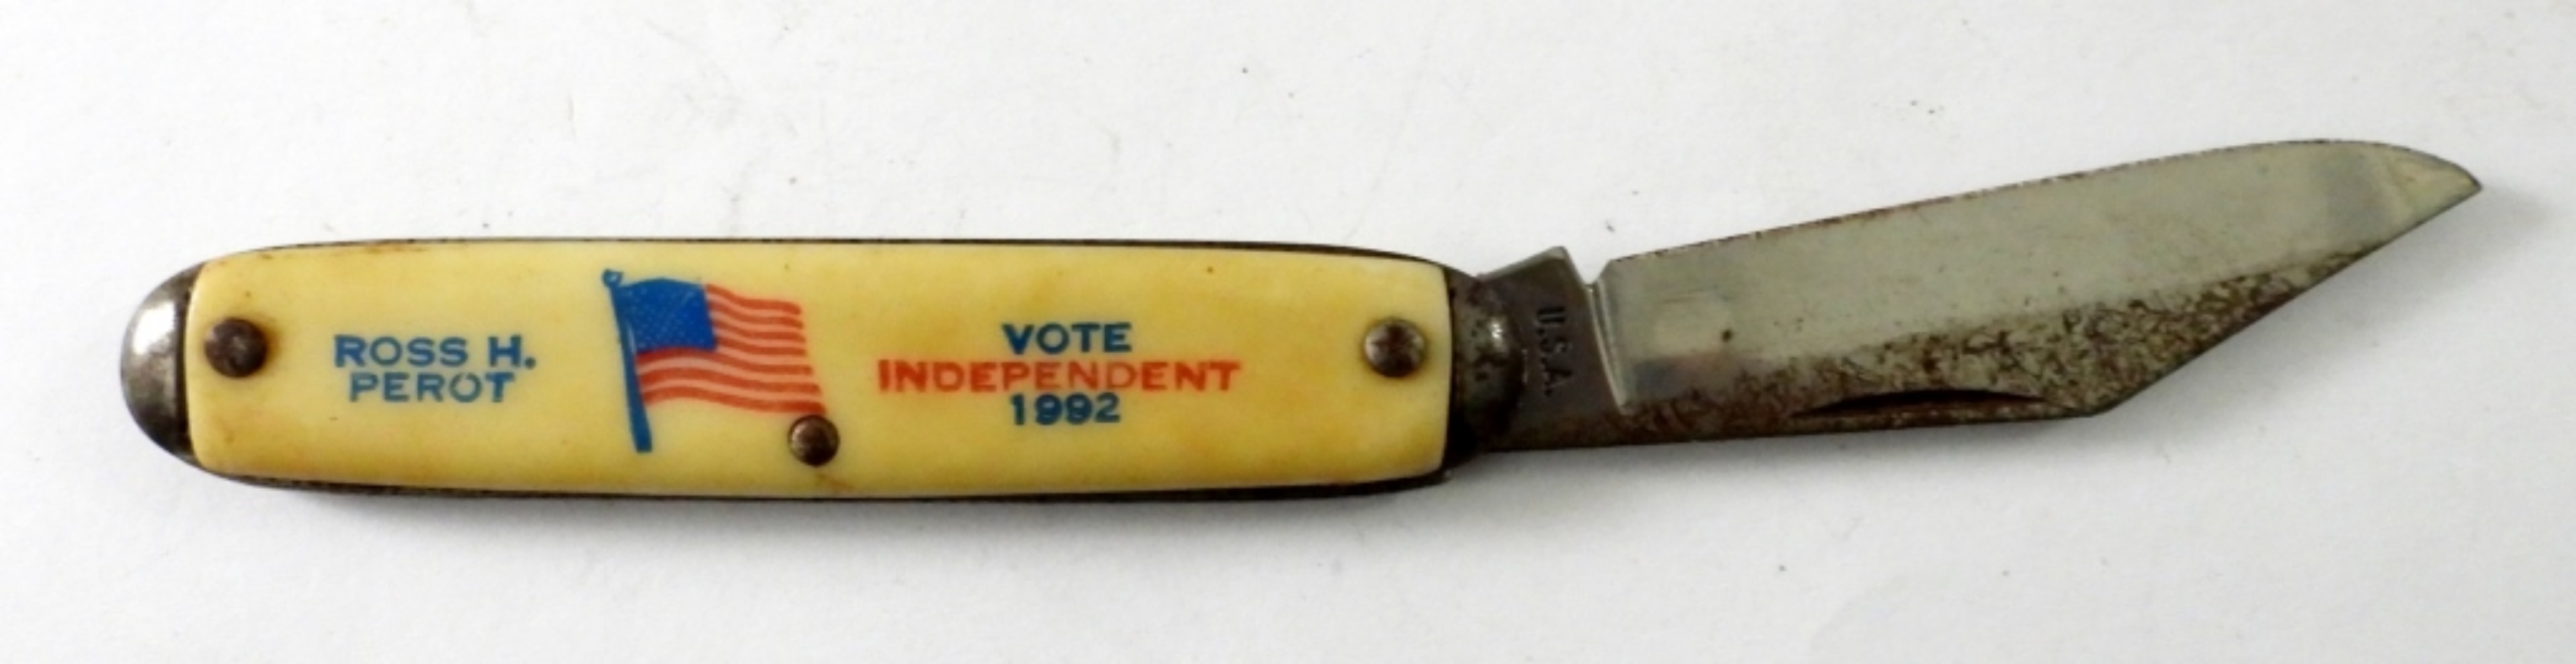 ROSS H.
PEROT
VOTE
INDEPENDENT
1992
U.S.A.